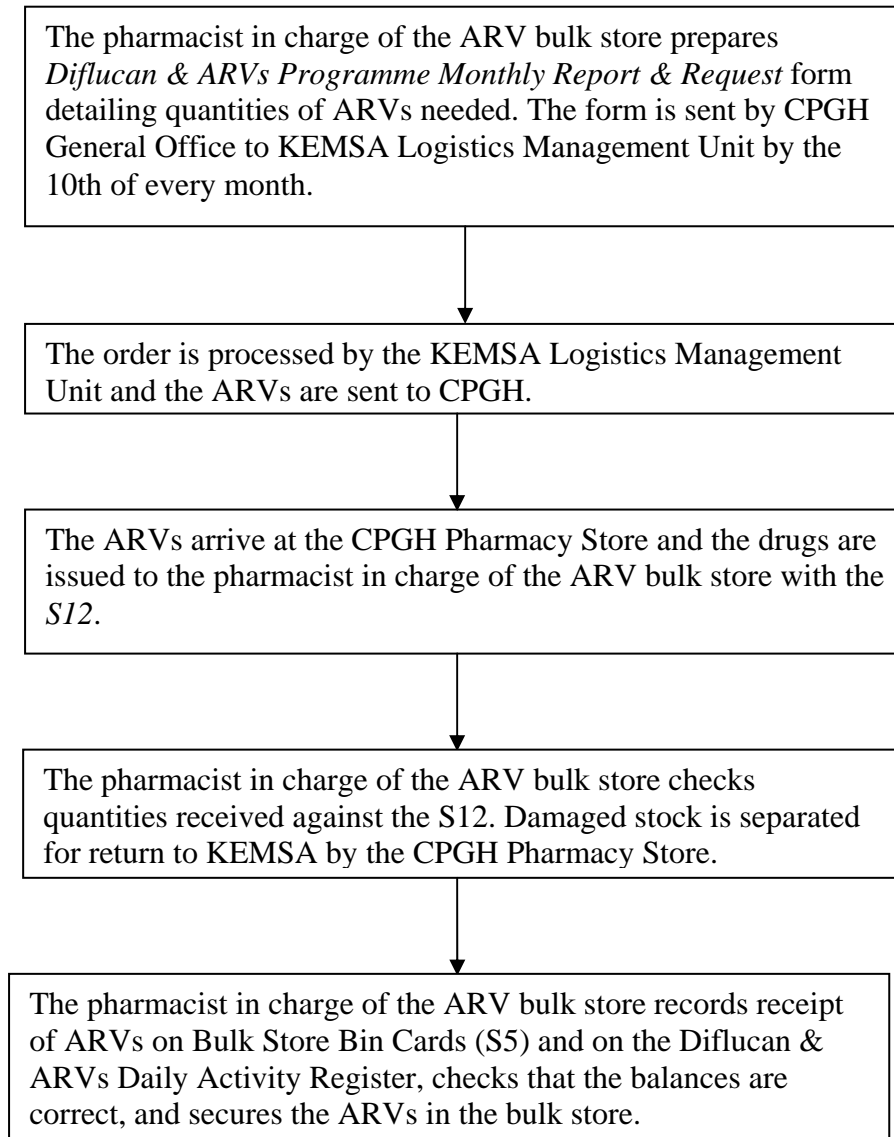 The pharmacist in charge of the ARV bulk store prepares
Diflucan & ARVs Programme Monthly Report & Request form
detailing quantities of ARVs needed. The form is sent by CPGH
General Office to KEMSA Logistics Management Unit by the
10th of every month.
The order is processed by the KEMSA Logistics Management
Unit and the ARVs are sent to CPGH.
The ARVs arrive at the CPGH Pharmacy Store and the drugs are
issued to the pharmacist in charge of the ARV bulk store with the
S12.
The pharmacist in charge of the ARV bulk store checks
quantities received against the S12. Damaged stock is separated
for return to KEMSA by the CPGH Pharmacy Store.
The pharmacist in charge of the ARV bulk store records receipt
of ARVs on Bulk Store Bin Cards (S5) and on the Diflucan &
ARVs Daily Activity Register, checks that the balances are
correct, and secures the ARVs in the bulk store.